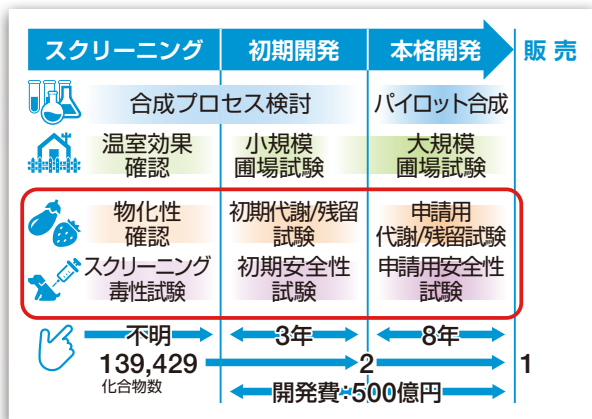 スクリーニング 初期開発 本格開発 販売
合成プロセス検討 パイロット合成
温室効果 小規模 大規模
確認 圃場試験 圃場試験
物化性 初期代謝/残留 申請用
確認 試験 代謝/残留試験
スクリーニング 初期安全性 申請用安全性
毒性試験 試験 試験
不明 3年 8年
139,429 2 1
化合物数
開発費:500億円